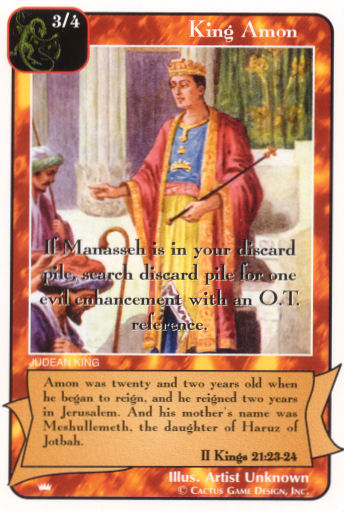 3/4
King Amon
If Manasseh is in your discard
pile, search discard pile for one
evil enhancement with an O.T.
reference.
JUDEAN KING
Amon was twenty and two years old when
he began to reign, and he reigned two years
in Jerusalem. And his mother's name was
Meshullemeth, the daughter of Haruz of
Jotbah.
II Kings 21:23-24
Illus. Artist Unknown
© CACTUS GAME DESIGN, INC.